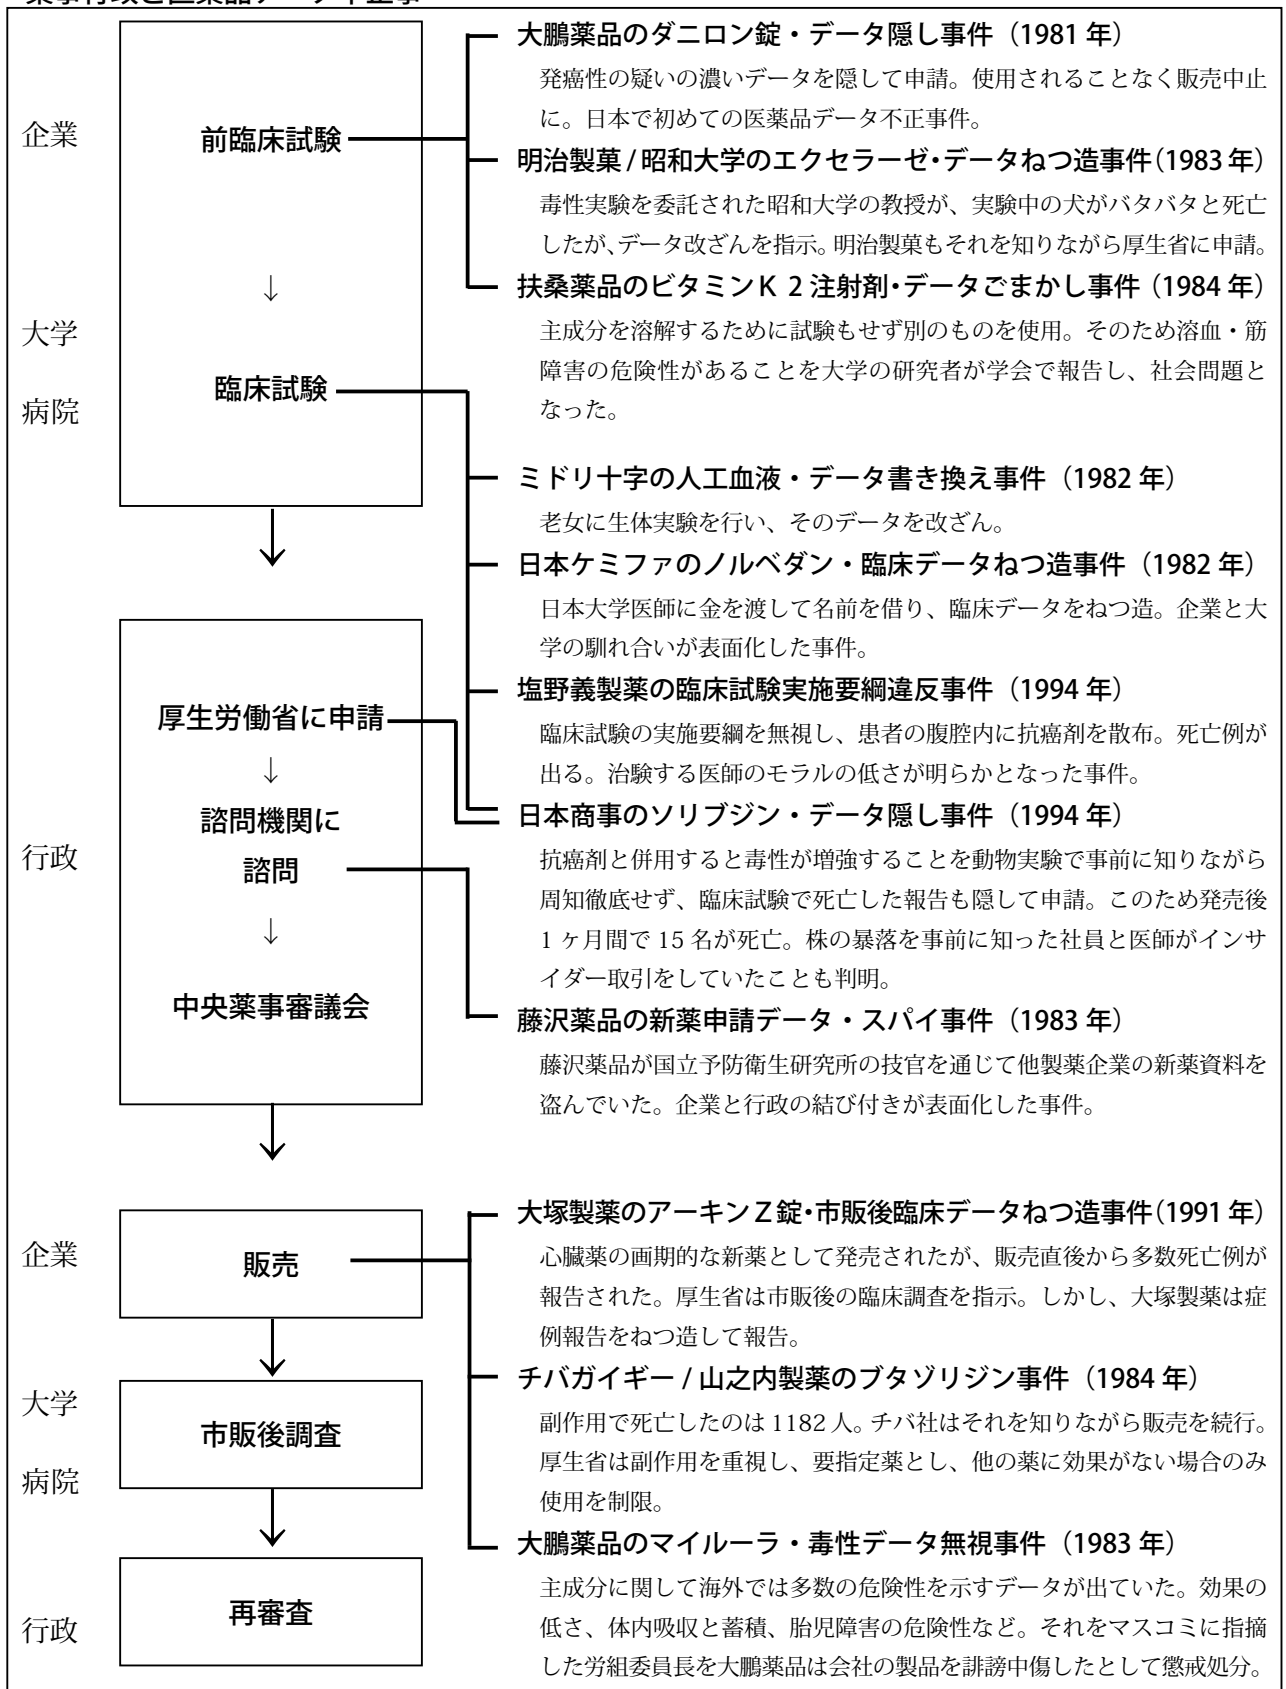 企業
前臨床試験
↓
大学
病院
臨床試験
厚生労働省に申請
↓
諮問機関に
諮問
↓
中央薬事審議会
行政
企業
販売
大学
病院
市販後調査
行政
再審査
大鵬薬品のダニロン錠・データ隠し事件（1981 年）
発癌性の疑いの濃いデータを隠して申請。使用されることなく販売中止
に。日本で初めての医薬品データ不正事件。
明治製菓 / 昭和大学のエクセラーゼ・データねつ造事件（1983 年）
毒性実験を委託された昭和大学の教授が、実験中の犬がバタバタと死亡
したが、データ改ざんを指示。明治製菓もそれを知りながら厚生省に申請。
扶桑薬品のビタミンＫ２注射剤・データごまかし事件（1984 年）
主成分を溶解するために試験もせず別のものを使用。そのため溶血・筋
障害の危険性があることを大学の研究者が学会で報告し、社会問題と
なった。
ミドリ十字の人工血液・データ書き換え事件（1982 年）
老女に生体実験を行い、そのデータを改ざん。
日本ケミファのノルベダン・臨床データねつ造事件（1982 年）
日本大学医師に金を渡して名前を借り、臨床データをねつ造。企業と大
学の馴れ合いが表面化した事件。
塩野義製薬の臨床試験実施要綱違反事件（1994 年）
臨床試験の実施要綱を無視し、患者の腹腔内に抗癌剤を散布。死亡例が
出る。治験する医師のモラルの低さが明らかとなった事件。
日本商事のソリブジン・データ隠し事件（1994 年）
抗癌剤と併用すると毒性が増強することを動物実験で事前に知りながら
周知徹底せず、臨床試験で死亡した報告も隠して申請。このため発売後
1 ヶ月間で 15 名が死亡。株の暴落を事前に知った社員と医師がインサ
イダー取引をしていたことも判明。
藤沢薬品の新薬申請データ・スパイ事件（1983 年）
藤沢薬品が国立予防衛生研究所の技官を通じて他製薬企業の新薬資料を
盗んでいた。企業と行政の結び付きが表面化した事件。
大塚製薬のアーキンＺ錠・市販後臨床データねつ造事件（1991 年）
心臓薬の画期的な新薬として発売されたが、販売直後から多数死亡例が
報告された。厚生省は市販後の臨床調査を指示。しかし、大塚製薬は症
例報告をねつ造して報告。
チバガイギー / 山之内製薬のブタゾリジン事件（1984 年）
副作用で死亡したのは 1182 人。チバ社はそれを知りながら販売を続行。
厚生省は副作用を重視し、要指定薬とし、他の薬に効果がない場合のみ
使用を制限。
大鵬薬品のマイルーラ・毒性データ無視事件（1983 年）
主成分に関して海外では多数の危険性を示すデータが出ていた。効果の
低さ、体内吸収と蓄積、胎児障害の危険性など。それをマスコミに指摘
した労組委員長を大鵬薬品は会社の製品を誹謗中傷したとして懲戒処分。